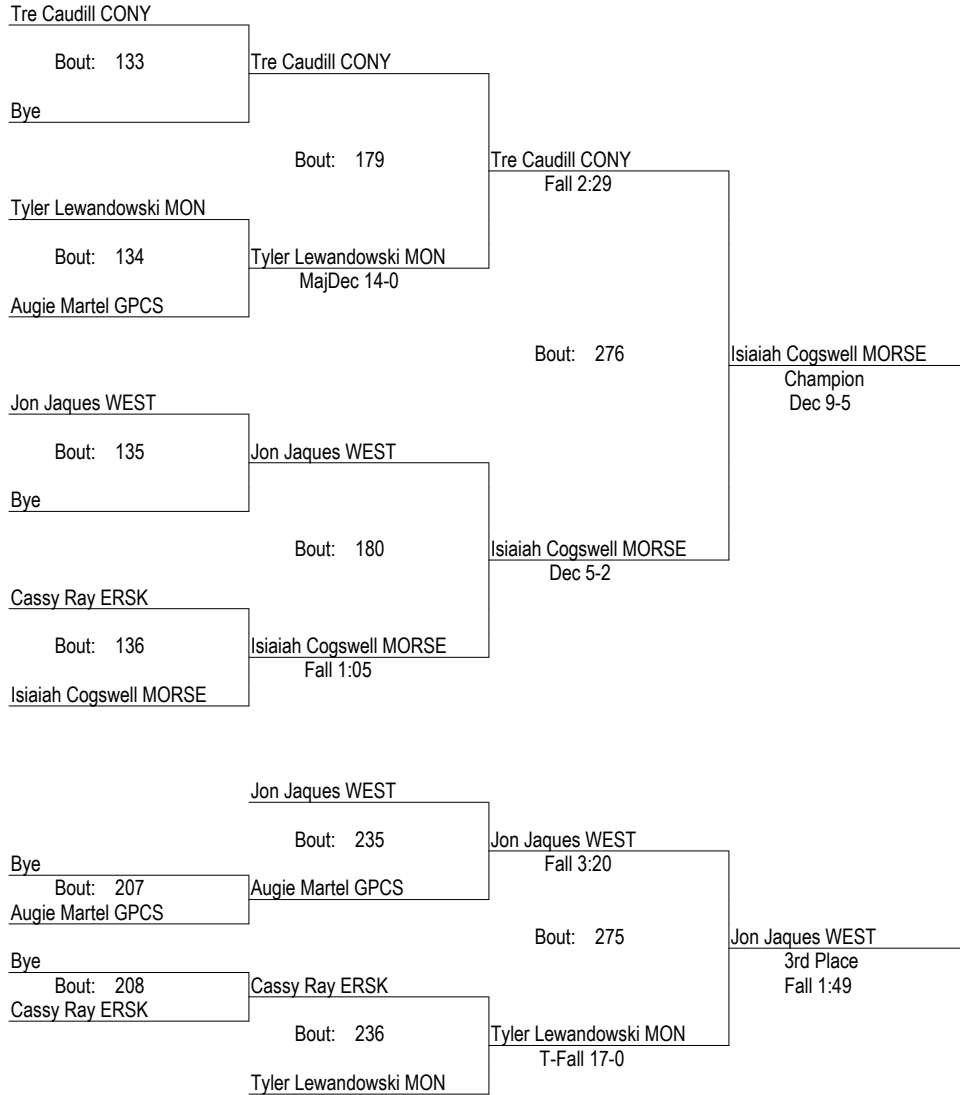 Tre Caudill CONY
Bout: 133
Tre Caudill CONY
Bye
Bout: 179
Tre Caudill CONY
Fall 2:29
Tyler Lewandowski MON
Bout: 134
Tyler Lewandowski MON
MajDec 14-0
Augie Martel GPCS
Bout: 276
Isiaiah Cogswell MORSE
Champion
Dec 9-5
Jon Jaques WEST
Bout: 135
Jon Jaques WEST
Bye
Bout: 180
Isiaiah Cogswell MORSE
Dec 5-2
Cassy Ray ERSK
Bout: 136
Isiaiah Cogswell MORSE
Fall 1:05
Isiaiah Cogswell MORSE
Jon Jaques WEST
Bout: 235
Jon Jaques WEST
Fall 3:20
Bye
Bout: 207
Augie Martel GPCS
Augie Martel GPCS
Bout: 275
Jon Jaques WEST
3rd Place
Fall 1:49
Bye
Bout: 208
Cassy Ray ERSK
Cassy Ray ERSK
Bout: 236
Tyler Lewandowski MON
T-Fall 17-0
Tyler Lewandowski MON